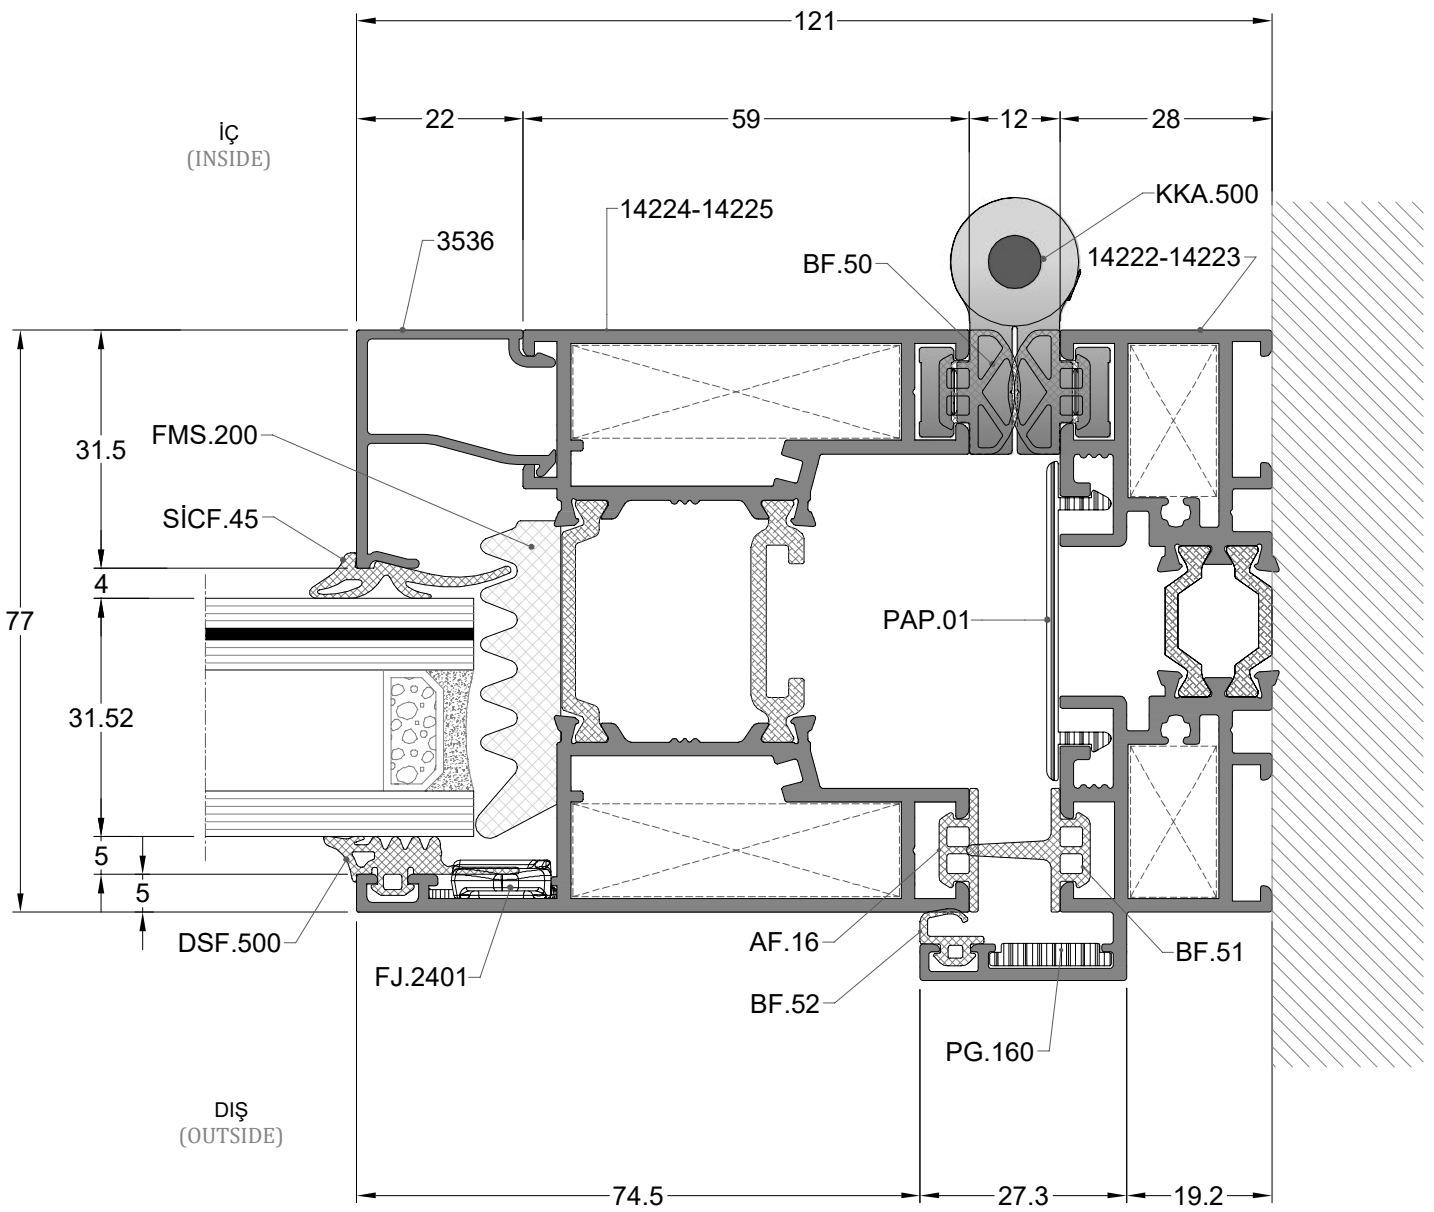 121
22
59
12
28
İÇ
(INSIDE)
KKA.500
14224-14225
3536
BF.50
14222-14223
FMS.200
31.5
SİCF.45
4
77
PAP.01
31.52
5
5
DSF.500
AF.16
BF.51
FJ.2401
BF.52
PG.160
DIŞ
(OUTSIDE)
74.5
27.3
19.2